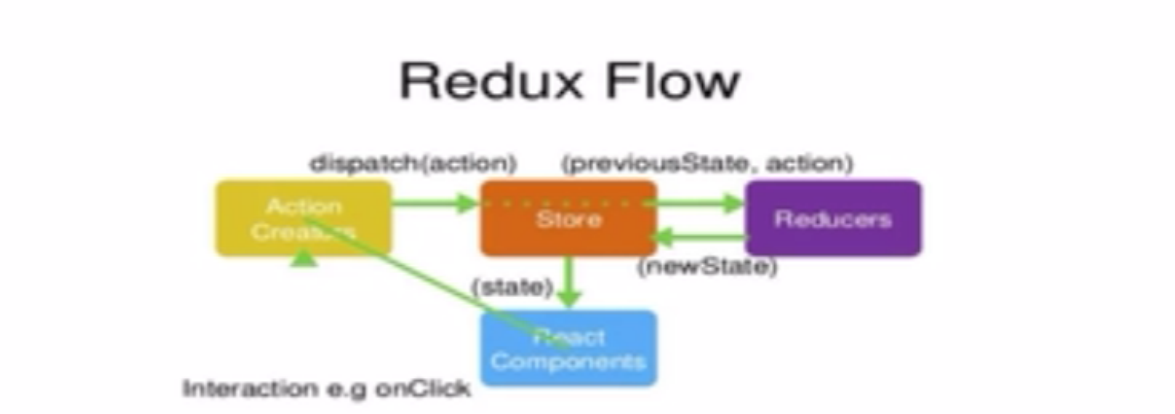 Redux Flow
dispatch(action)
(previousState, action)
Action
Creators
Store
Reducers
(newState)
(state)
React
Components
Interaction e.g onClick